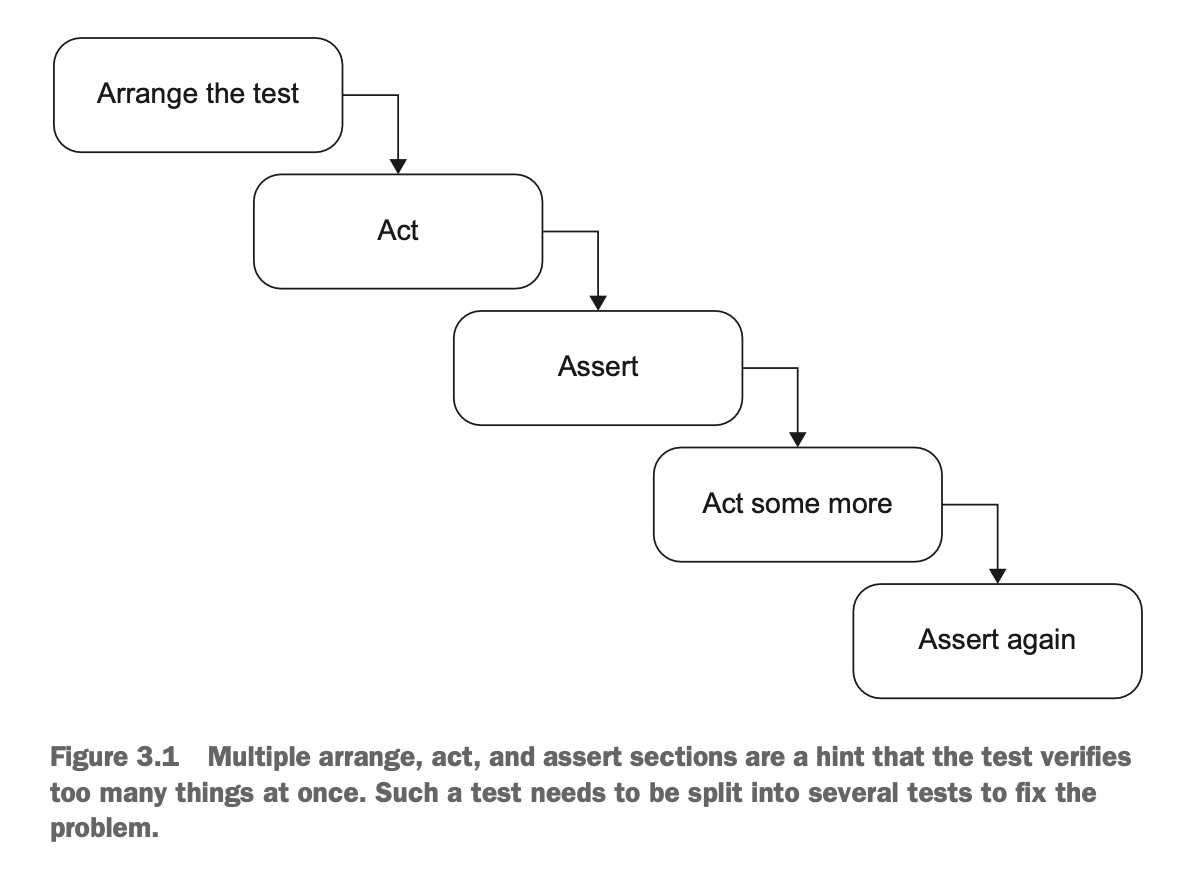 Arrange the test
Act
Assert
Act some more
Assert again
Figure 3.1 Multiple arrange, act, and assert sections are a hint that the test verifies
too many things at once. Such a test needs to be split into several tests to fix the
problem.